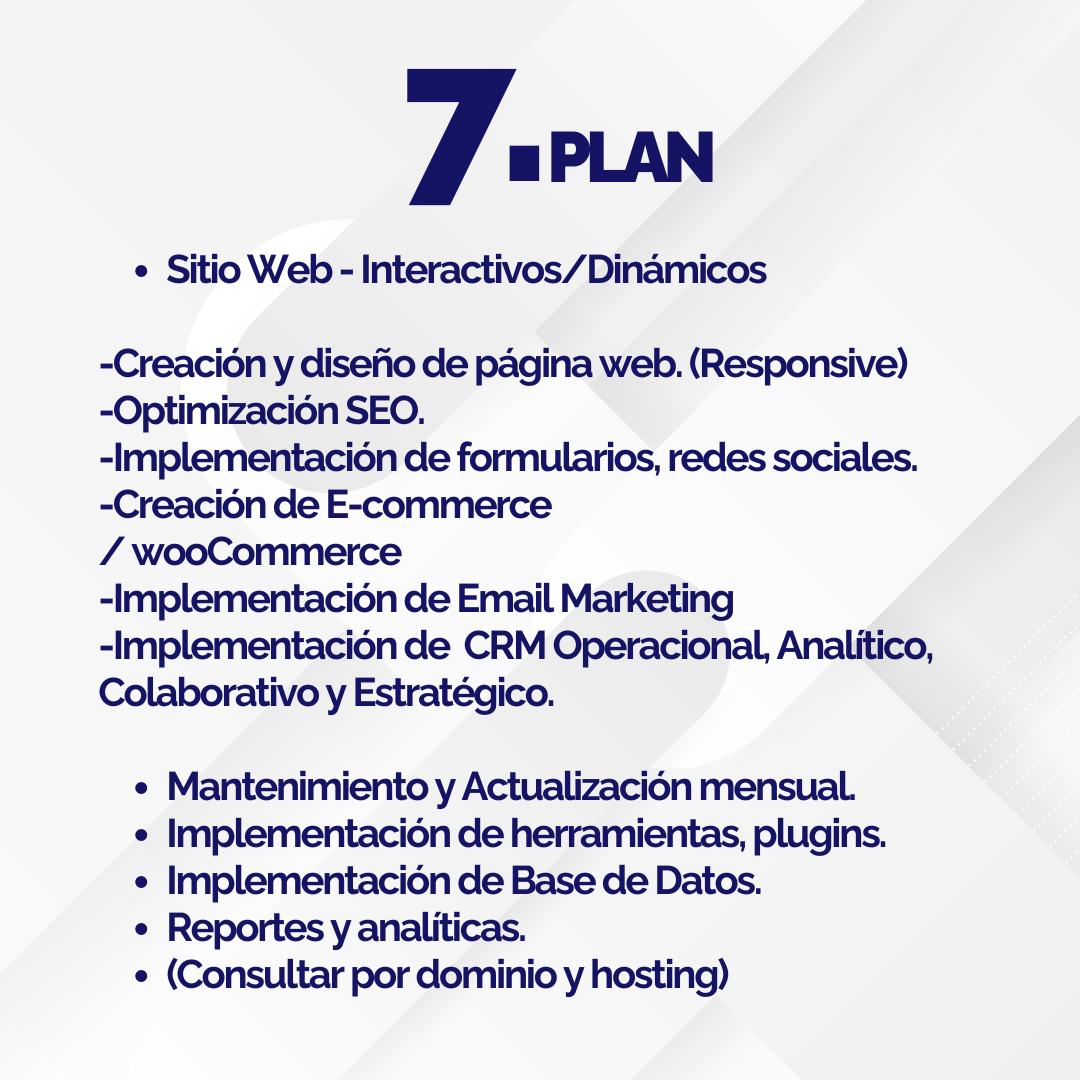 7.PLAN
• Sitio Web - Interactivos/Dinámicos
-Creación y diseño de página web. (Responsive)
-Optimización SEO.
-Implementación de formularios, redes sociales.
-Creación de E-commerce
/ wooCommerce
-Implementación de Email Marketing
-Implementación de  CRM Operacional, Analítico,
Colaborativo y Estratégico.
• Mantenimiento y Actualización mensual.
• Implementación de herramientas, plugins.
• Implementación de Base de Datos.
• Reportes y analíticas.
• (Consultar por dominio y hosting)